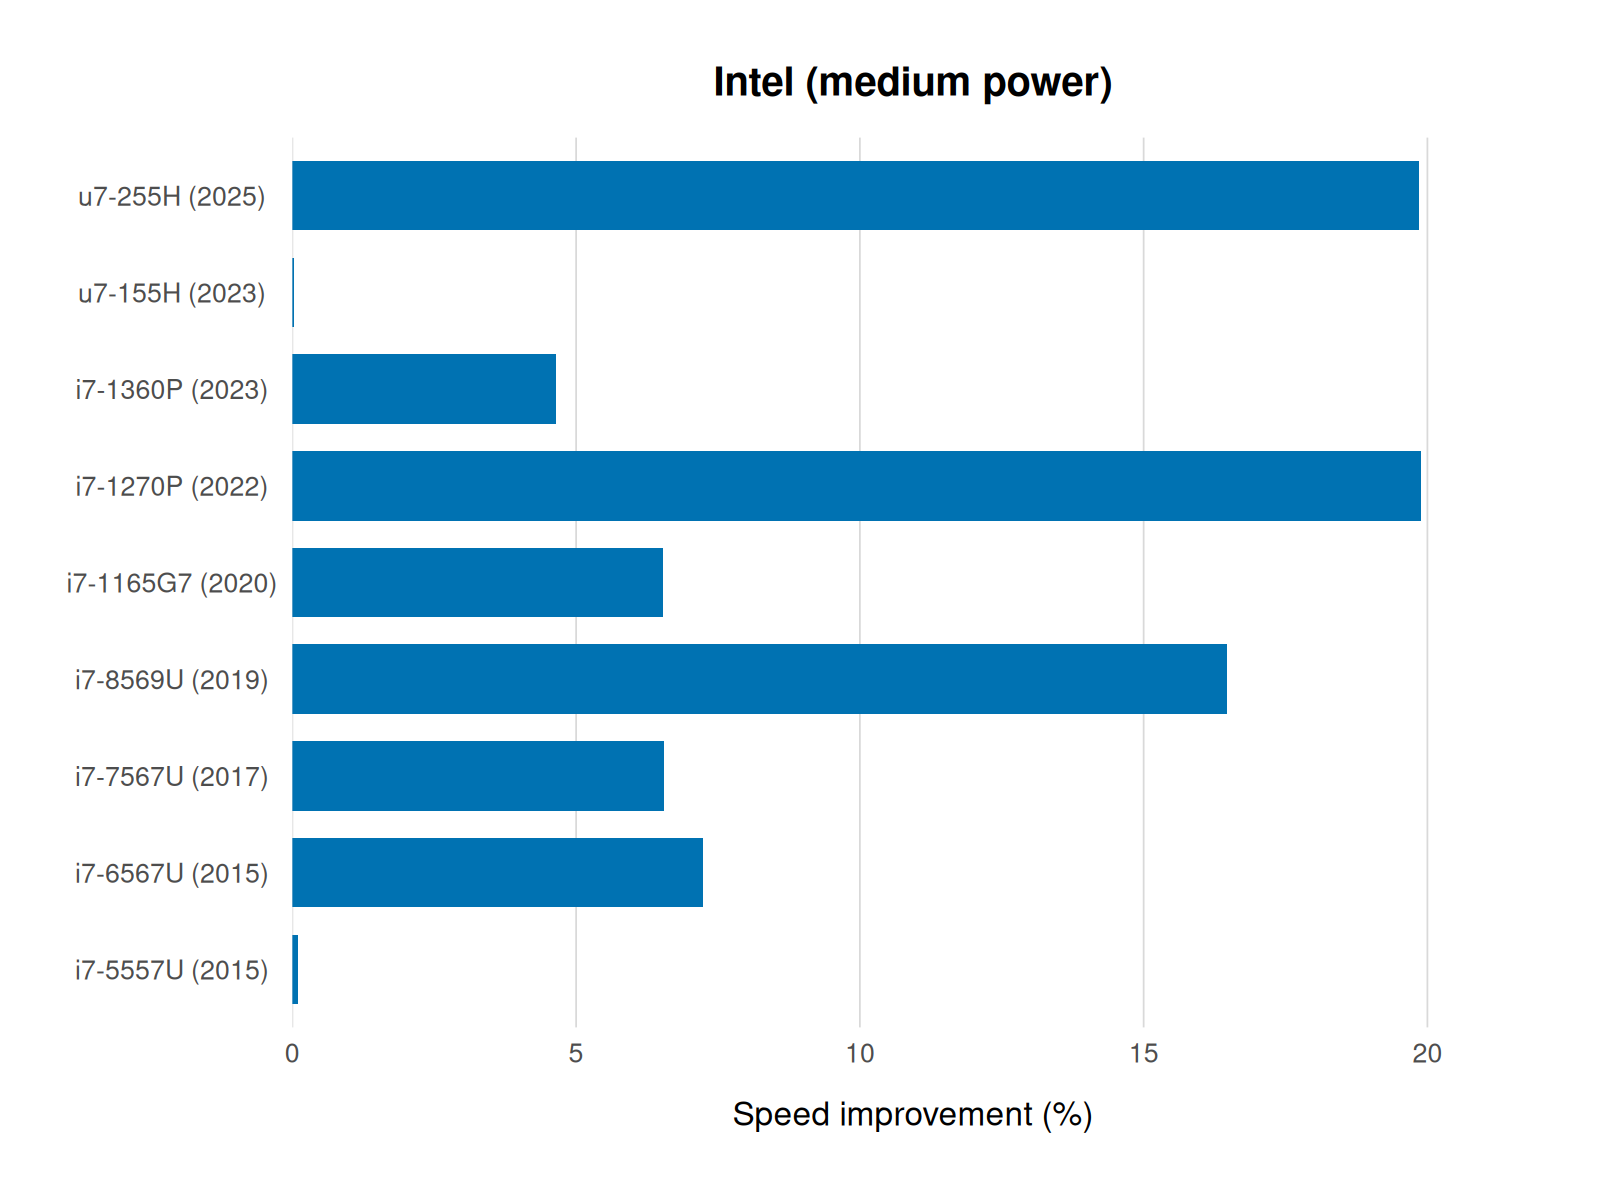 Intel (medium power)
u7-255H (2025)
u7-155H (2023)
i7-1360P (2023)
i7-1270P (2022)
i7-1165G7 (2020)
i7-8569U (2019)
i7-7567U (2017)
i7-6567U (2015)
i7-5557U (2015)
0 5 10 15 20
Speed improvement (%)